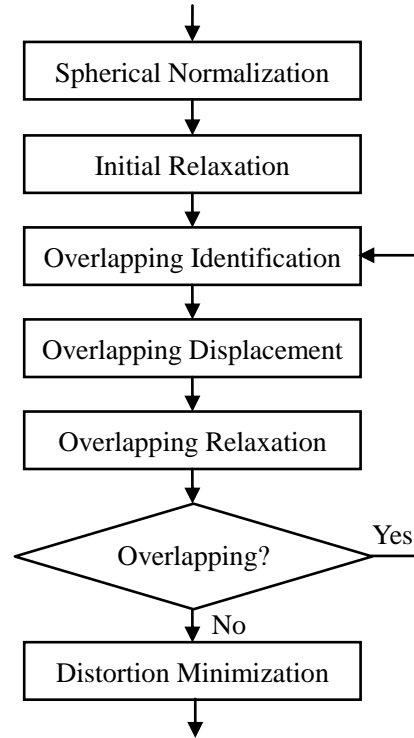 Spherical Normalization
Initial Relaxation
Overlapping Identification
Overlapping Displacement
Overlapping Relaxation
Overlapping?
Yes
No
Distortion Minimization